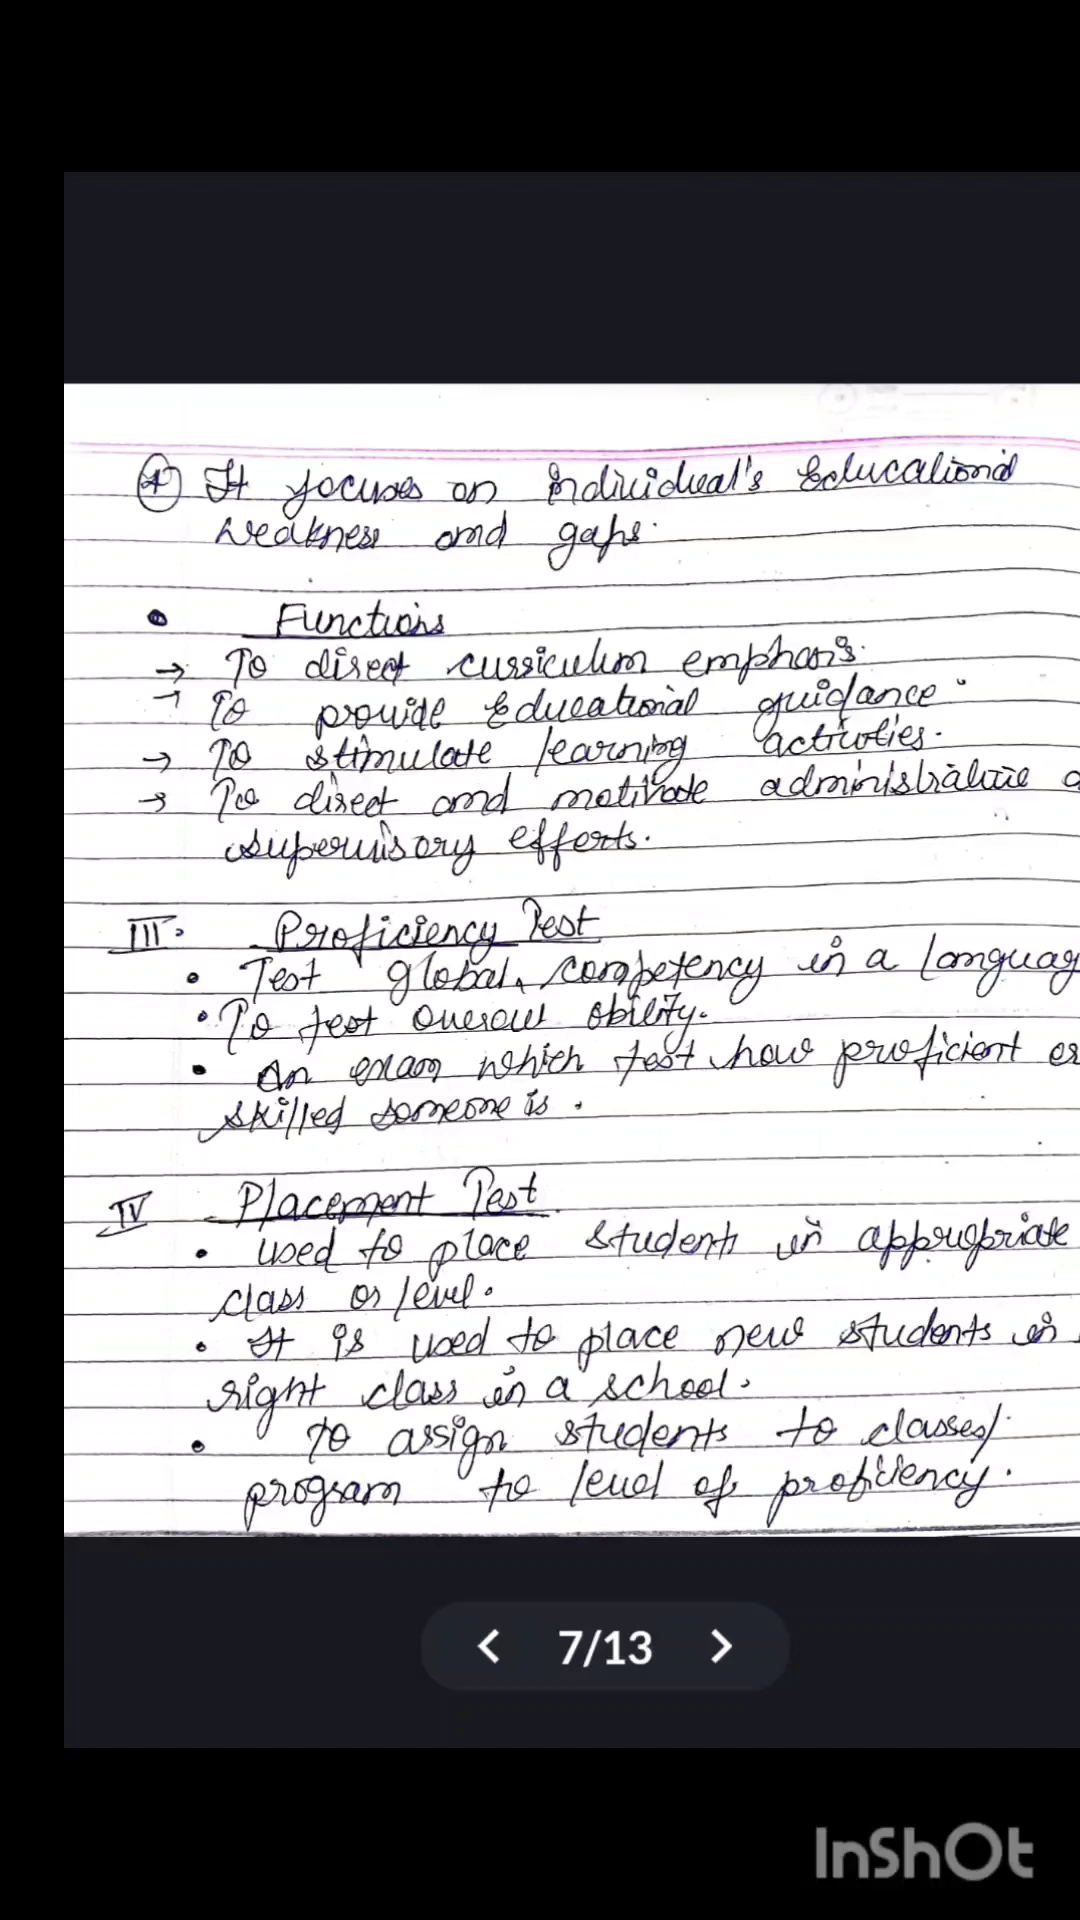 ④ It focuses on individual's Educational
weakness and gaps.
• Functions
→ To direct curriculum emphasis.
→ To provide Educational guidance.
→ To stimulate learning activities.
→ To direct and motivate administrative
supervisory efforts.
III. Proficiency Test
• Test global competency in a languag
• To test overall ability.
• An exam which test how proficient or
skilled someone is.
IV Placement Test
• used to place students in appropriate
class or level.
• It is used to place new students in
right class in a school.
• To assign students to classes/
program to level of proficiency.
< 7/13 >
InShOt